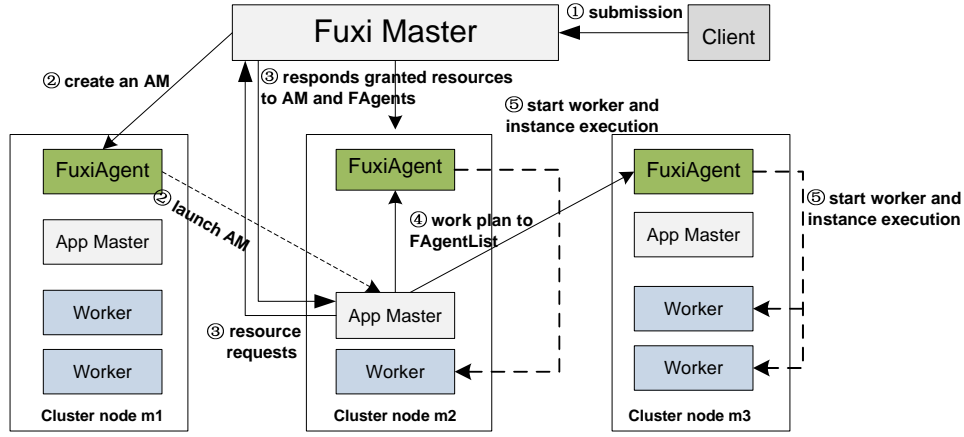 ① submission
Fuxi Master
Client
② create an AM
③ responds granted resources
to AM and FAgents
⑤ start worker and
instance execution
FuxiAgent
App Master
Worker
Worker
Cluster node m1
② launch AM
③ resource
requests
FuxiAgent
④ work plan to
FAgentList
App Master
Worker
Cluster node m2
FuxiAgent
App Master
Worker
Worker
Cluster node m3
⑤ start worker and
instance execution